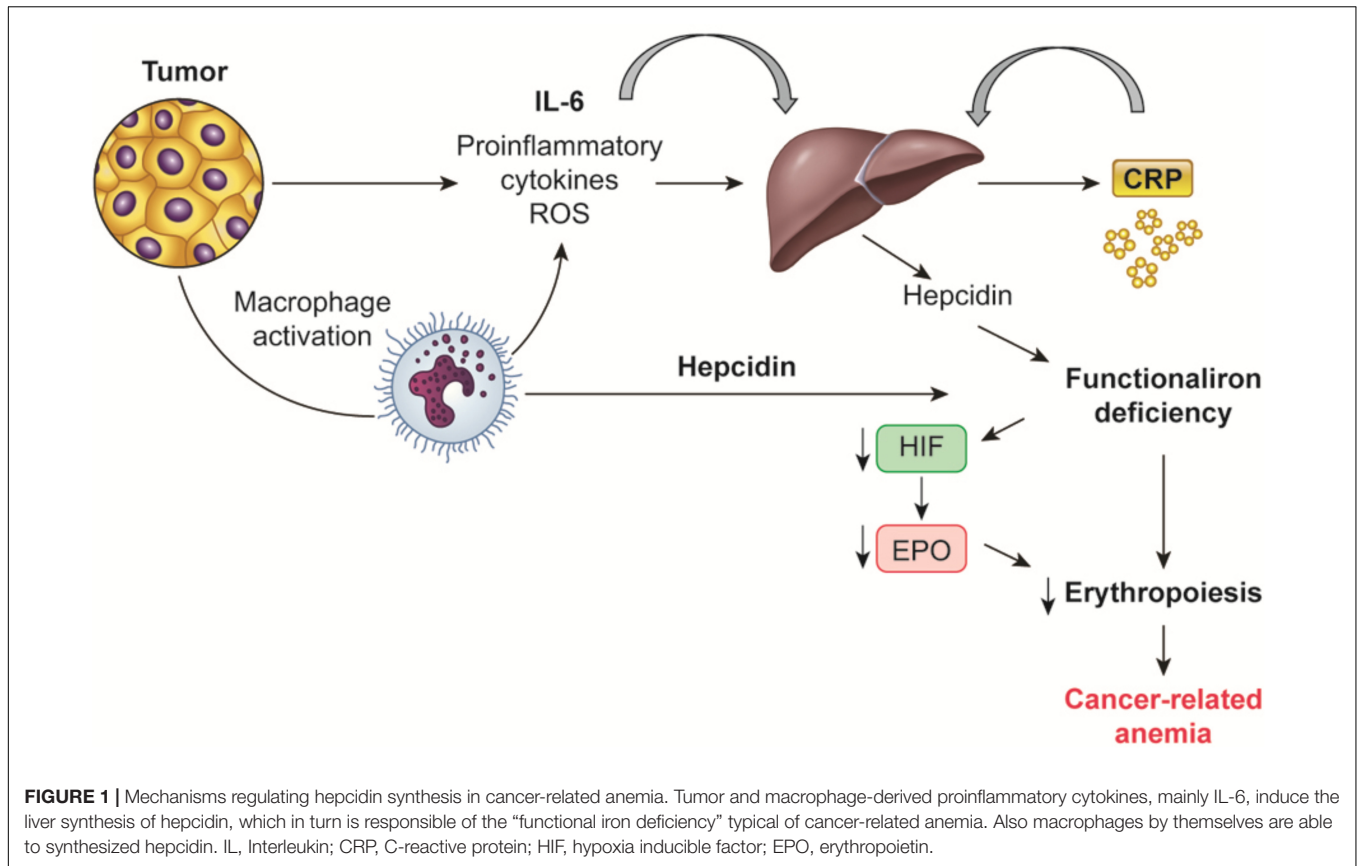 Tumor
IL-6
Proinflammatory
cytokines
ROS
CRP
Macrophage
activation
Hepcidin
Hepcidin
Functionaliron
deficiency
HIF
EPO
Erythropoiesis
Cancer-related
anemia
FIGURE 1 | Mechanisms regulating hepcidin synthesis in cancer-related anemia. Tumor and macrophage-derived proinflammatory cytokines, mainly IL-6, induce the
liver synthesis of hepcidin, which in turn is responsible of the “functional iron deficiency” typical of cancer-related anemia. Also macrophages by themselves are able
to synthesized hepcidin. IL, Interleukin; CRP, C-reactive protein; HIF, hypoxia inducible factor; EPO, erythropoietin.